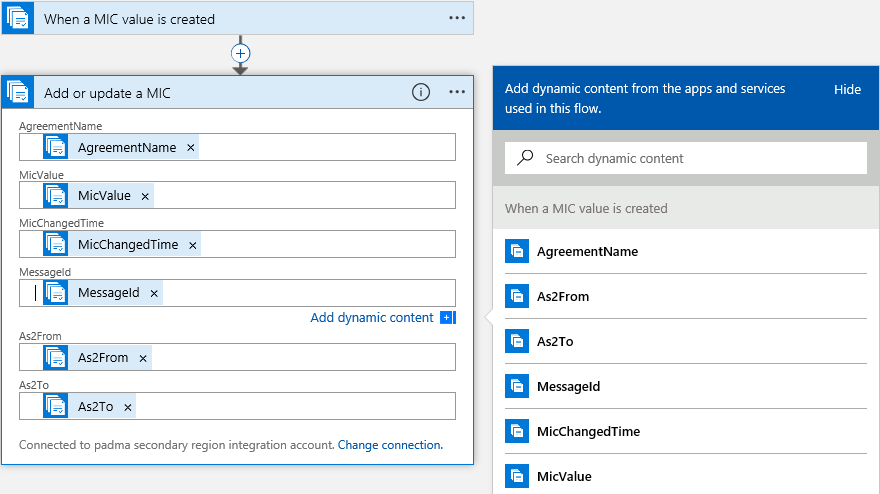 When a MIC value is created
Add or update a MIC
AgreementName
AgreementName
MicValue
MicValue
MicChangedTime
MicChangedTime
MessageId
MessageId
Add dynamic content
As2From
As2From
As2To
As2To
Connected to padma secondary region integration account. Change connection.
Add dynamic content from the apps and services
used in this flow.
Hide
Search dynamic content
When a MIC value is created
AgreementName
As2From
As2To
MessageId
MicChangedTime
MicValue